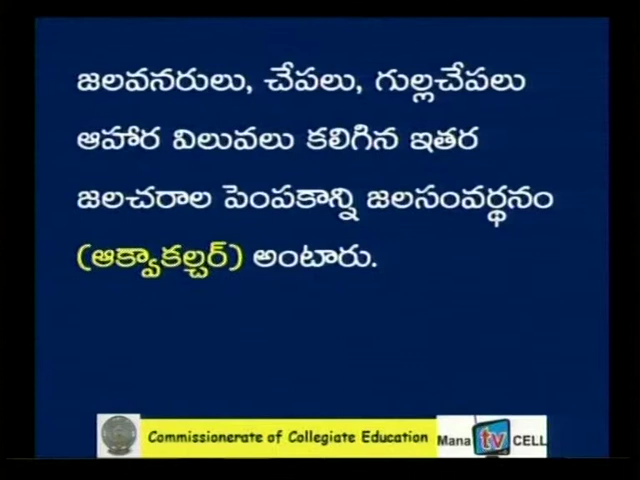 జలవనరులు, చేపలు, గుల్లచేపలు
ఆహార విలువలు కలిగిన ఇతర
జలచరాల పెంపకాన్ని జలసంవర్థనం
(ఆక్వాకల్చర్) అంటారు.
Commissionerate of Collegiate Education
Mana tv CELL